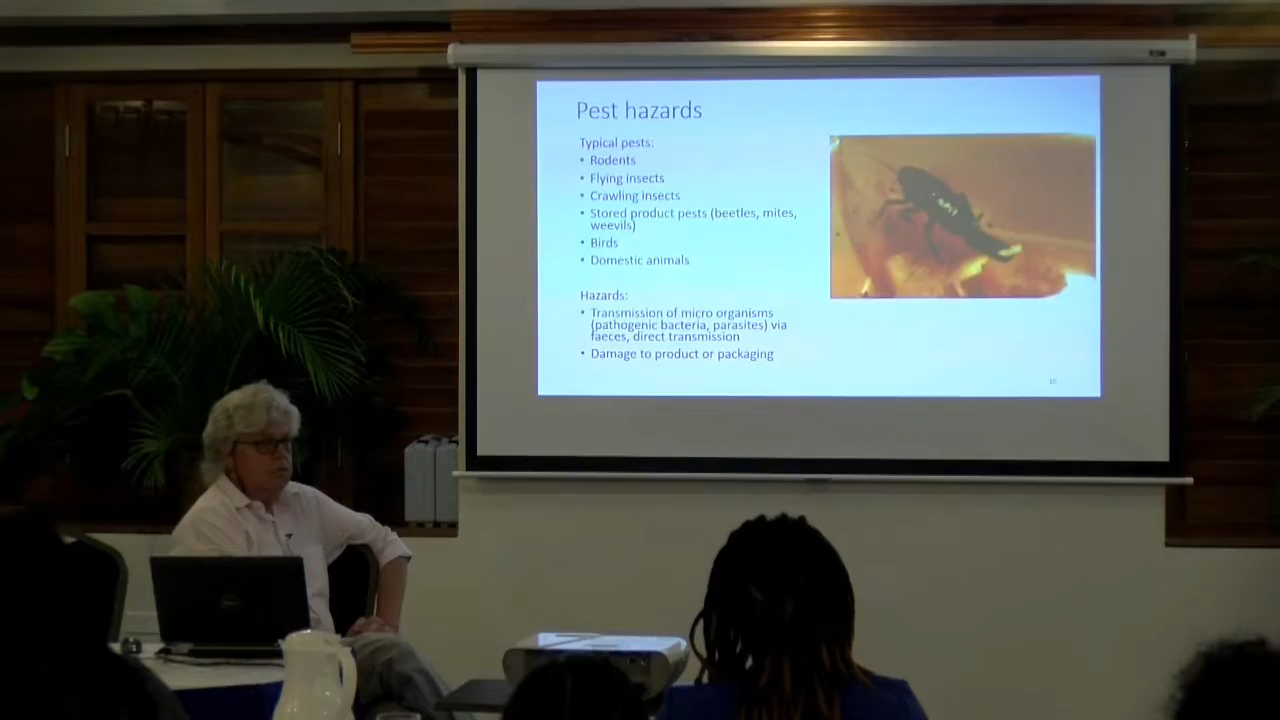 Pest hazards
Typical pests:
• Rodents
• Flying insects
• Crawling insects
• Stored product pests (beetles, mites,
weevils)
• Birds
• Domestic animals
Hazards:
• Transmission of micro organisms
(pathogenic bacteria, parasites) via
faeces, direct transmission
• Damage to product or packaging